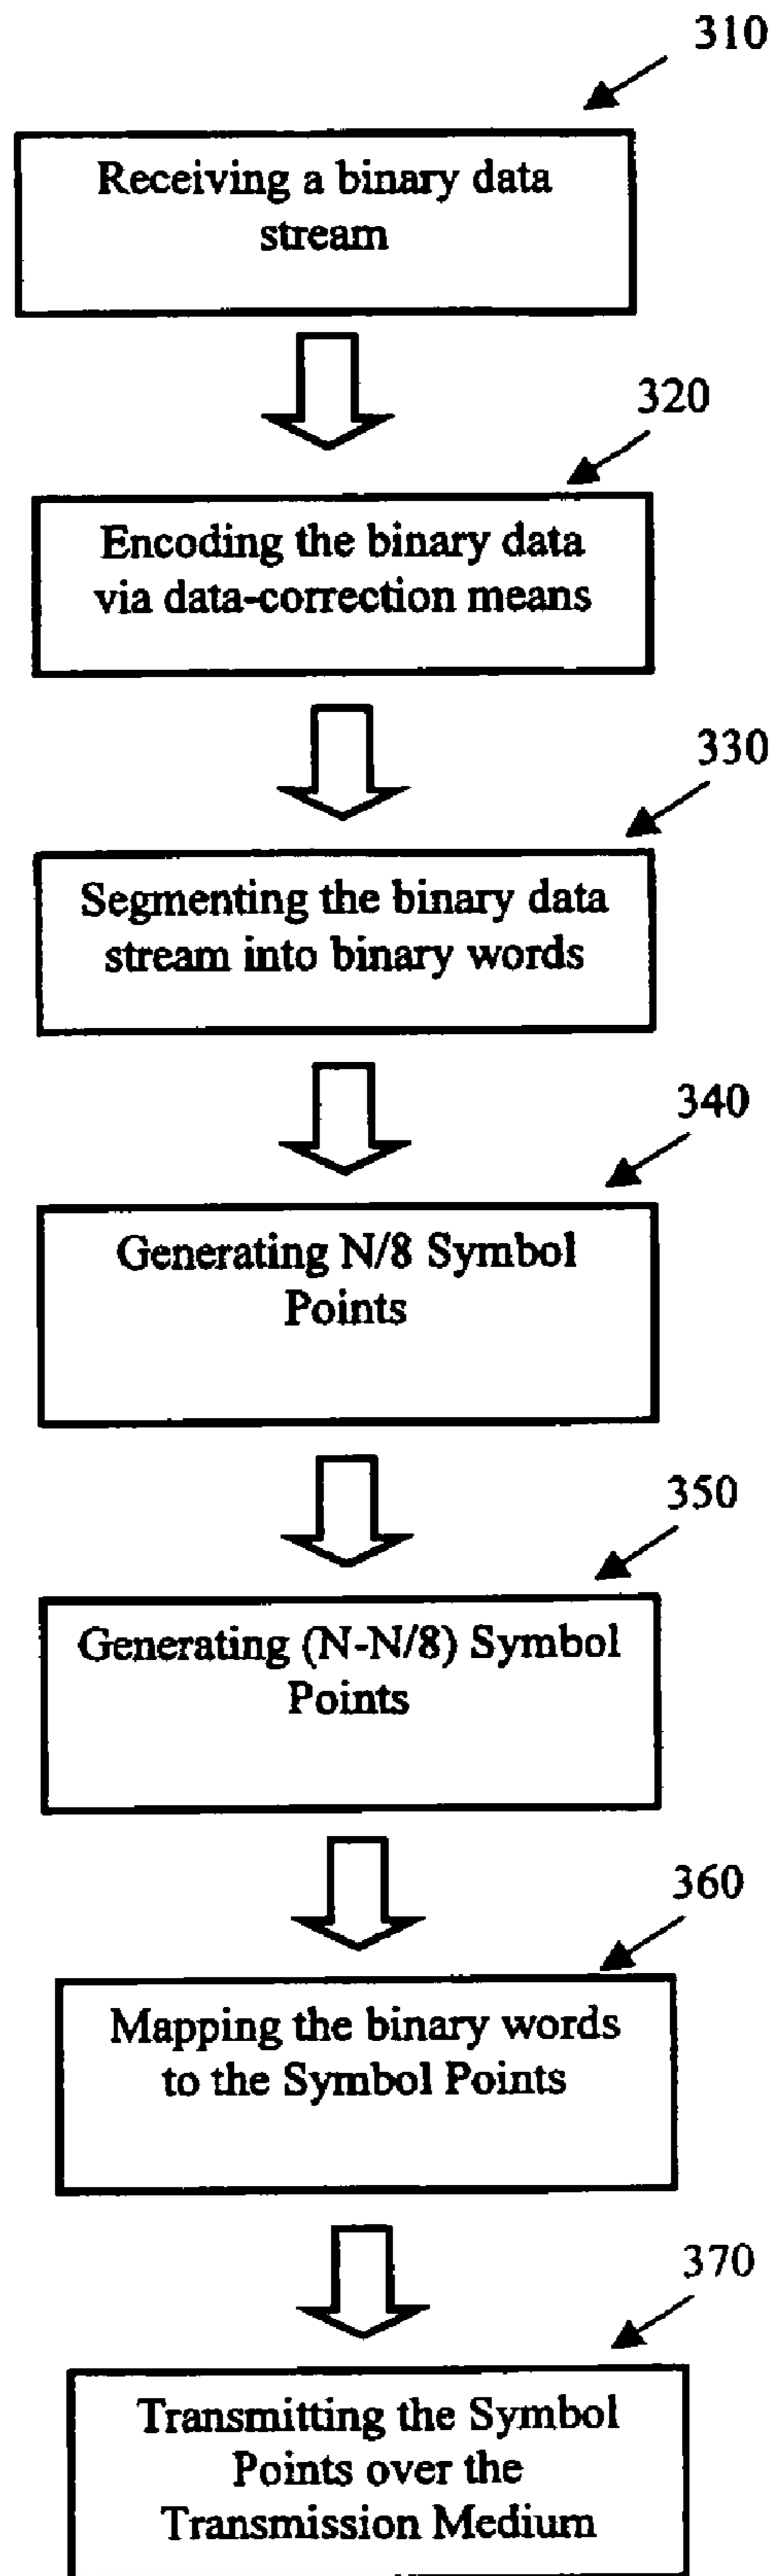 310
Receiving a binary data
stream
320
Encoding the binary data
via data-correction means
330
Segmenting the binary data
stream into binary words
340
Generating N/8 Symbol
Points
350
Generating (N-N/8) Symbol
Points
360
Mapping the binary words
to the Symbol Points
370
Transmitting the Symbol
Points over the
Transmission Medium